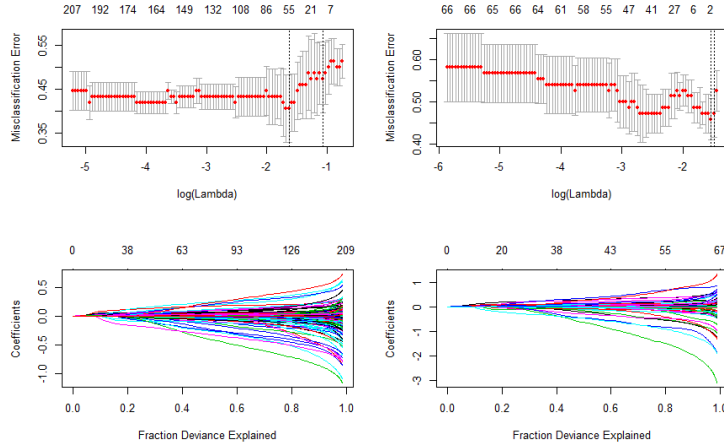 207 192 174 164 149 132 108 86 55 21 7
Misclassification Error
0.55
0.45
0.35
-5 -4 -3 -2 -1
log(Lambda)
66 66 65 66 64 61 58 55 47 41 27 6 2
Misclassification Error
0.60
0.50
0.40
-6 -5 -4 -3 -2
log(Lambda)
0 38 63 93 126 209
Coefficients
0.5
0.0
-0.5
-1.0
0.0 0.2 0.4 0.6 0.8 1.0
Fraction Deviance Explained
0 20 38 43 55 67
Coefficients
1
0
-1
-2
-3
0.0 0.2 0.4 0.6 0.8 1.0
Fraction Deviance Explained